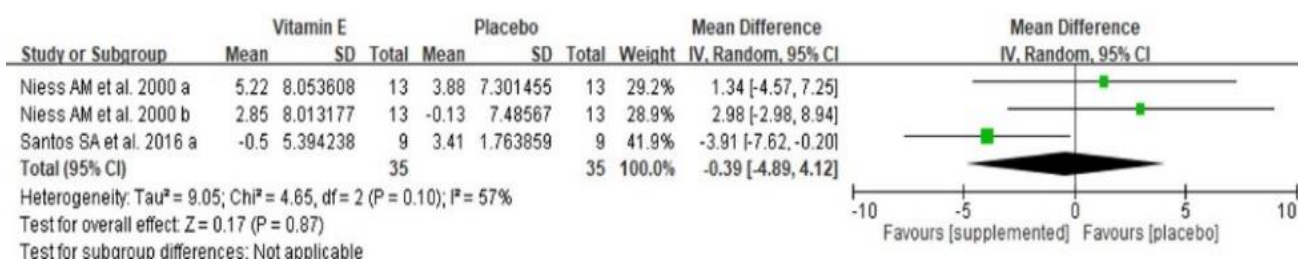 Vitamin E Placebo Mean Difference Mean Difference
Study or Subgroup Mean SD Total Mean SD Total Weight IV, Random, 95% CI IV, Random, 95% CI
Niess AM et al. 2000 a 5.22 8.053608 13 3.88 7.301455 13 29.2% 1.34 [-4.57, 7.25]
Niess AM et al. 2000 b 2.85 8.013177 13 -0.13 7.48567 13 28.9% 2.98 [-2.98, 8.94]
Santos SA et al. 2016 a -0.5 5.394238 9 3.41 1.763859 9 41.9% -3.91 [-7.62, -0.20]
Total (95% CI) 35 35 100.0% -0.39 [-4.89, 4.12]
Heterogeneity: Tau² = 9.05; Chi² = 4.65, df = 2 (P = 0.10); I² = 57%
Test for overall effect: Z = 0.17 (P = 0.87)
Test for subgroup differences: Not applicable
-10 -5 0 5 10
Favours [supplemented] Favours [placebo]